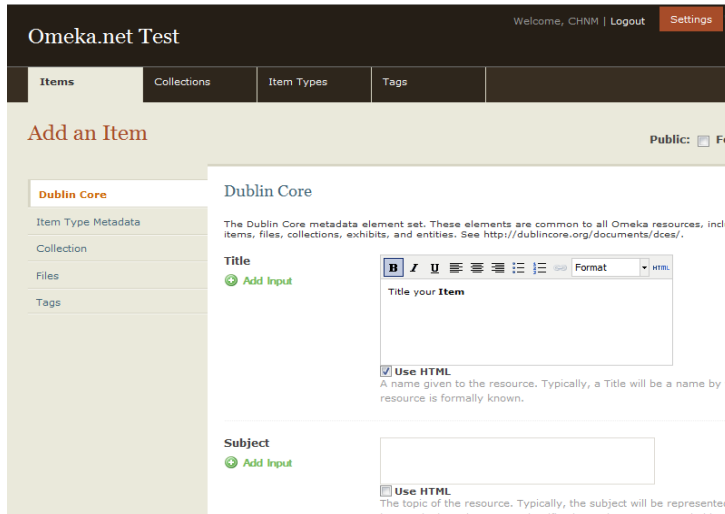 Welcome, CHNM | Logout
Settings
Omeka.net Test
Items
Collections
Item Types
Tags
Add an Item
Public:
Dublin Core
Item Type Metadata
Collection
Files
Tags
Dublin Core
The Dublin Core metadata element set. These elements are common to all Omeka resources,
items, files, collections, exhibits, and entities. See http://dublincore.org/documents/dces/.
Title
Add Input
B I U Format HTML
Title your Item
Use HTML
A name given to the resource. Typically, a Title will be a name by
resource is formally known.
Subject
Add Input
Use HTML
The topic of the resource. Typically, the subject will be represented